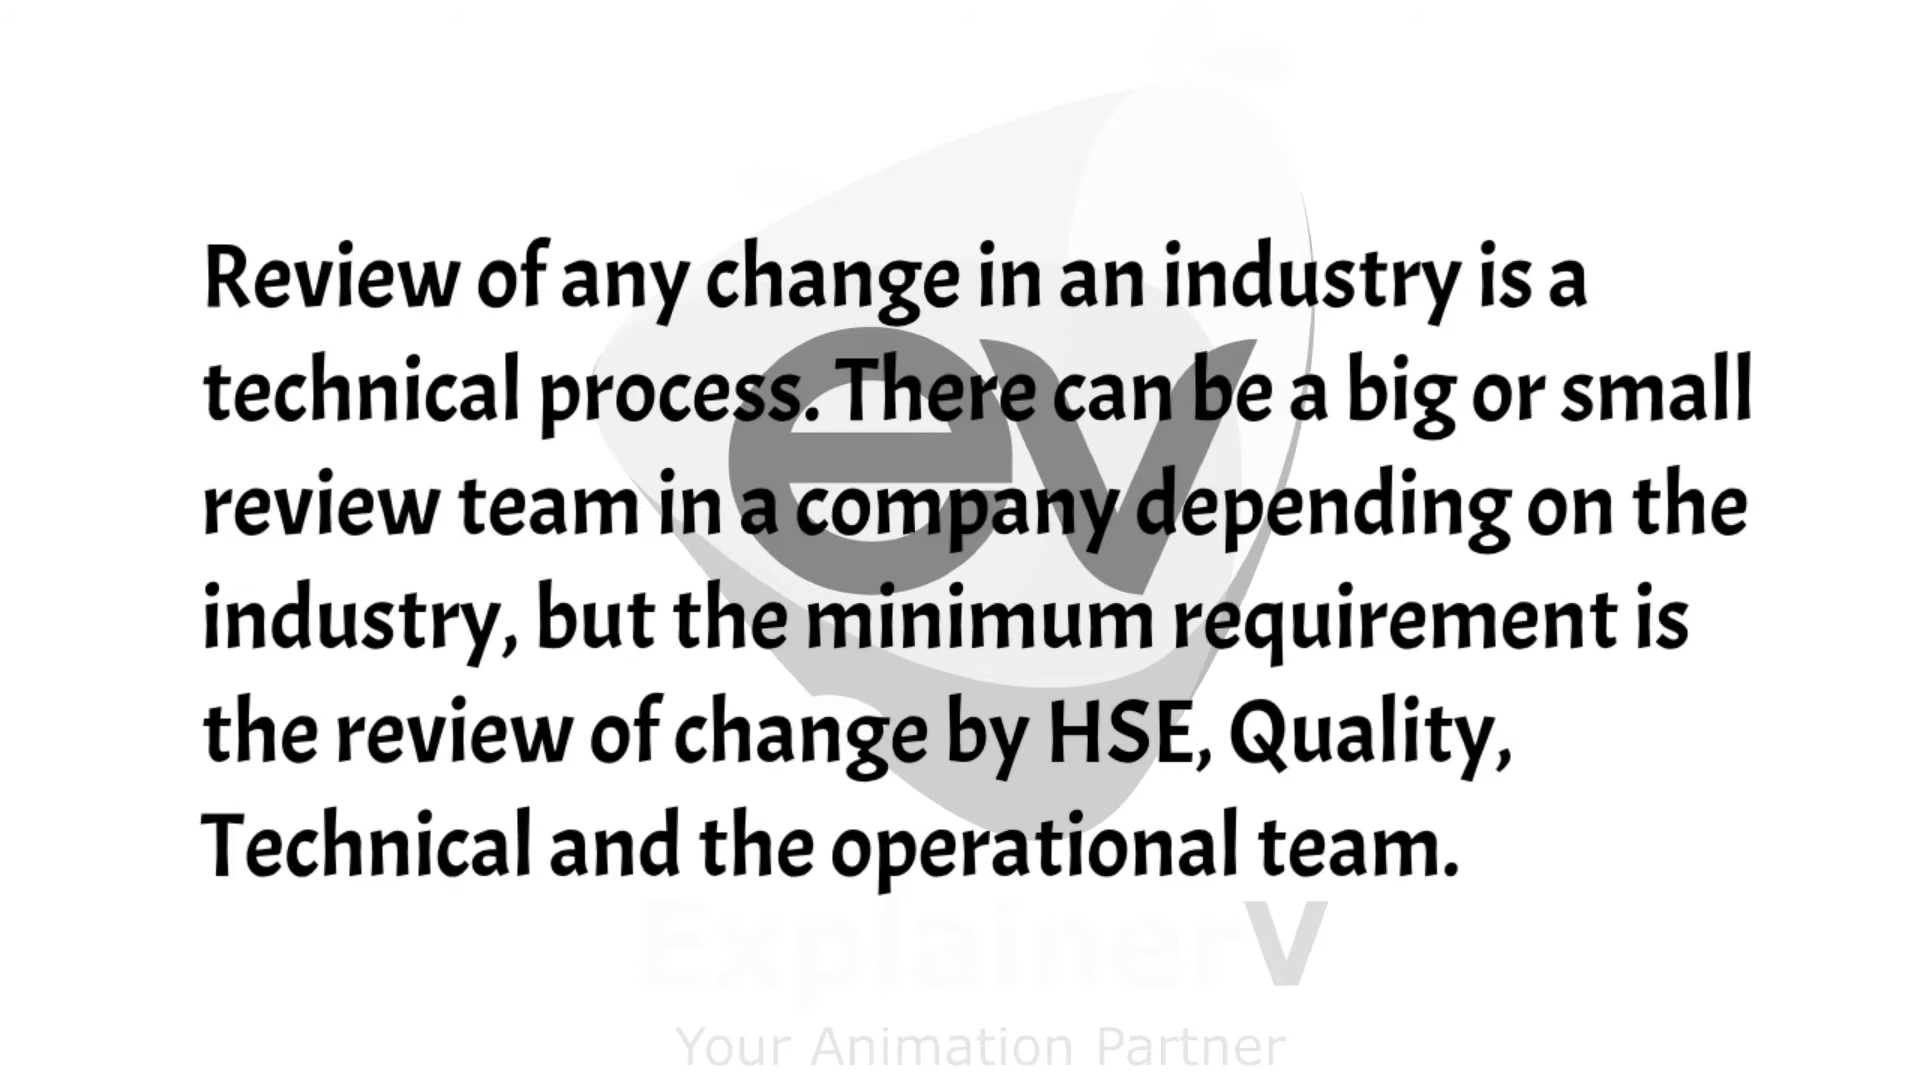 Review of any change in an industry is a
technical process. There can be a big or small
review team in a company depending on the
industry, but the minimum requirement is
the review of change by HSE, Quality,
Technical and the operational team.
ev
ExplainerV
Your Animation Partner